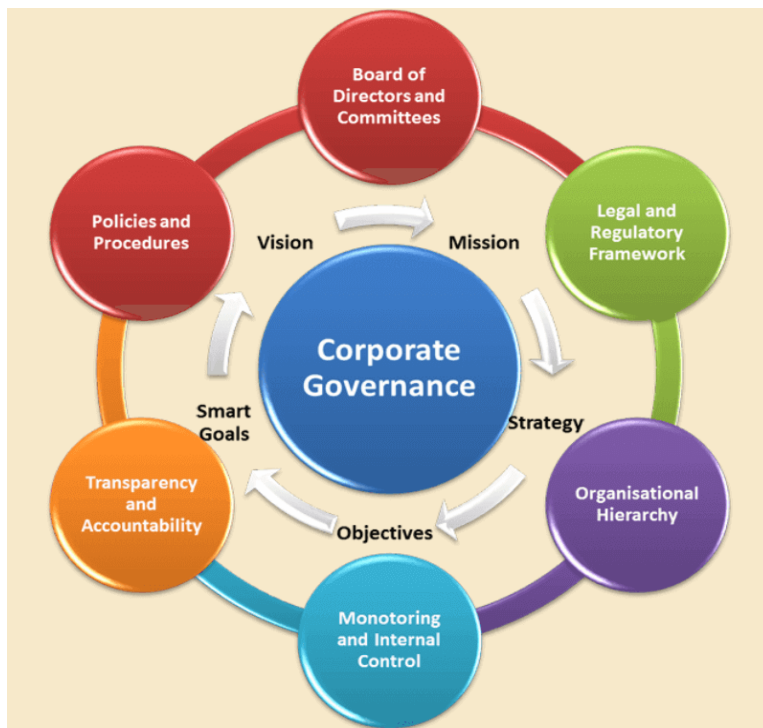 Board of
Directors and
Committees
Policies and
Procedures
Legal and
Regulatory
Framework
Vision
Mission
Corporate
Governance
Smart
Goals
Strategy
Transparency
and
Accountability
Organisational
Hierarchy
Objectives
Monotoring
and Internal
Control